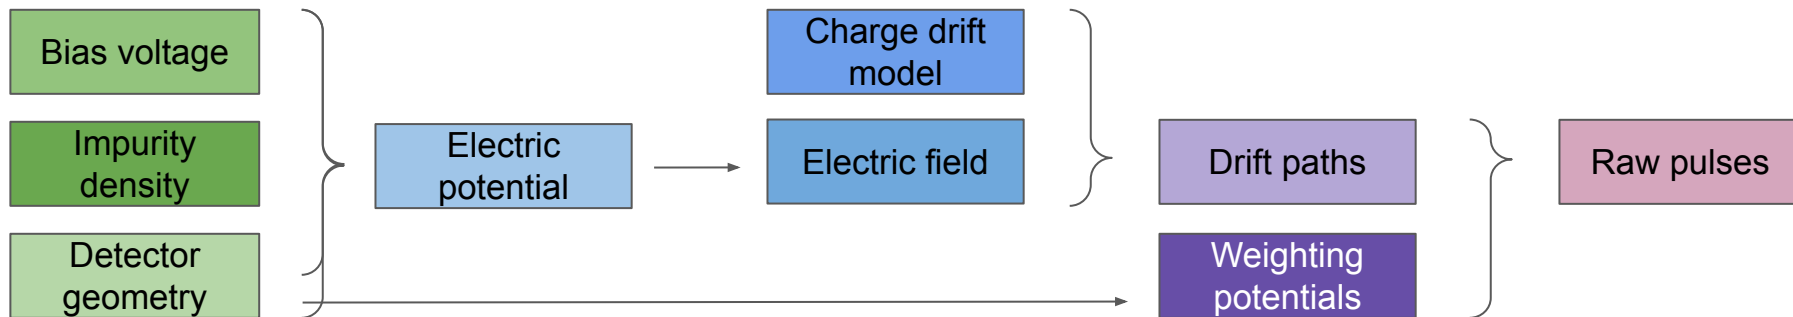 Bias voltage
Impurity
density
Detector
geometry
Electric
potential
Charge drift
model
Electric field
Drift paths
Weighting
potentials
Raw pulses